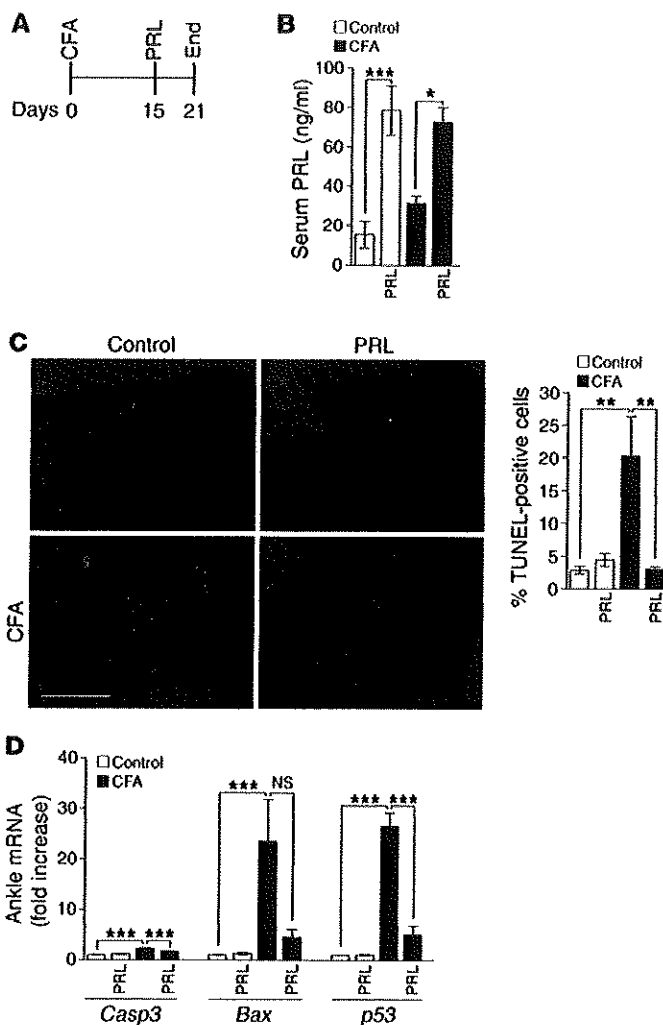 A
CFA
PRL
End
Days 0
15
21
B
Control
CFA
Serum PRL (ng/ml)
100
80
60
40
20
0
***
*
PRL
PRL
C
Control
PRL
CFA
Control
CFA
% TUNEL-positive cells
30
25
20
15
10
5
0
**
**
PRL
PRL
D
Control
CFA
Ankle mRNA
(fold increase)
40
30
20
10
0
***
***
***
NS
***
***
PRL
PRL
PRL
PRL
PRL
PRL
Casp3
Bax
p53